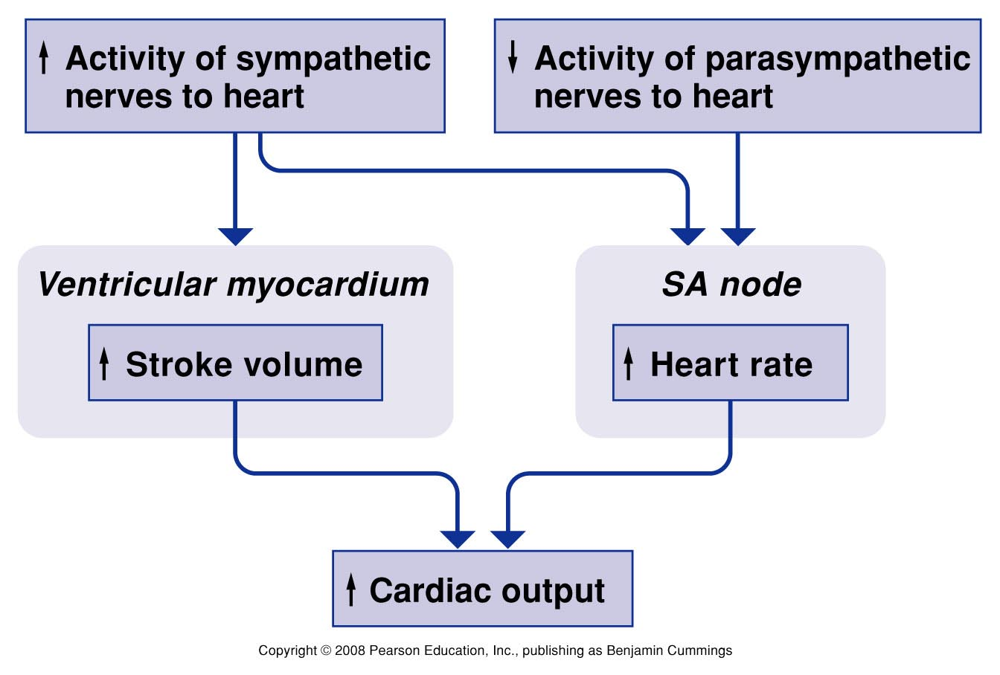 ↑ Activity of sympathetic
nerves to heart
↓ Activity of parasympathetic
nerves to heart
Ventricular myocardium
↑ Stroke volume
SA node
↑ Heart rate
↑ Cardiac output
Copyright © 2008 Pearson Education, Inc., publishing as Benjamin Cummings